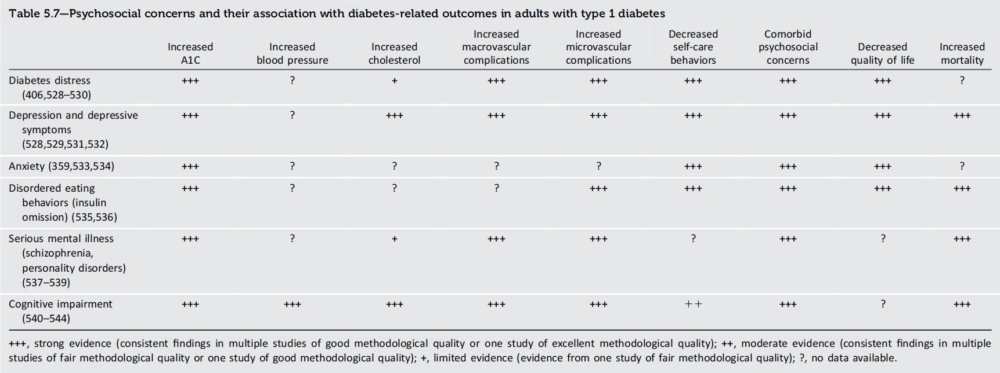 Table 5.7—Psychosocial concerns and their association with diabetes-related outcomes in adults with type 1 diabetes
Increased A1C
Increased blood pressure
Increased cholesterol
Increased macrovascular complications
Increased microvascular complications
Decreased self-care behaviors
Comorbid psychosocial concerns
Decreased quality of life
Increased mortality
Diabetes distress (406,528–530) +++ ? + +++ +++ +++ +++ +++ ?
Depression and depressive symptoms (528,529,531,532) +++ ? +++ +++ +++ +++ +++ +++ +++
Anxiety (359,533,534) +++ ? ? ? ? +++ +++ +++ ?
Disordered eating behaviors (insulin omission) (535,536) +++ ? ? ? +++ +++ +++ +++ +++
Serious mental illness (schizophrenia, personality disorders) (537–539) +++ ? + +++ +++ ? +++ ? +++
Cognitive impairment (540–544) +++ +++ +++ +++ +++ ++ +++ ? +++
+++, strong evidence (consistent findings in multiple studies of good methodological quality or one study of excellent methodological quality); ++, moderate evidence (consistent findings in multiple
studies of fair methodological quality or one study of good methodological quality); +, limited evidence (evidence from one study of fair methodological quality); ?, no data available.